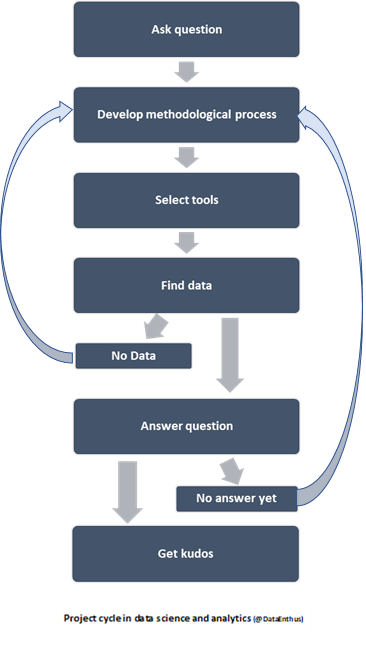 Ask question
Develop methodological process
Select tools
Find data
No Data
Answer question
No answer yet
Get kudos
Project cycle in data science and analytics (@DataEnthus)